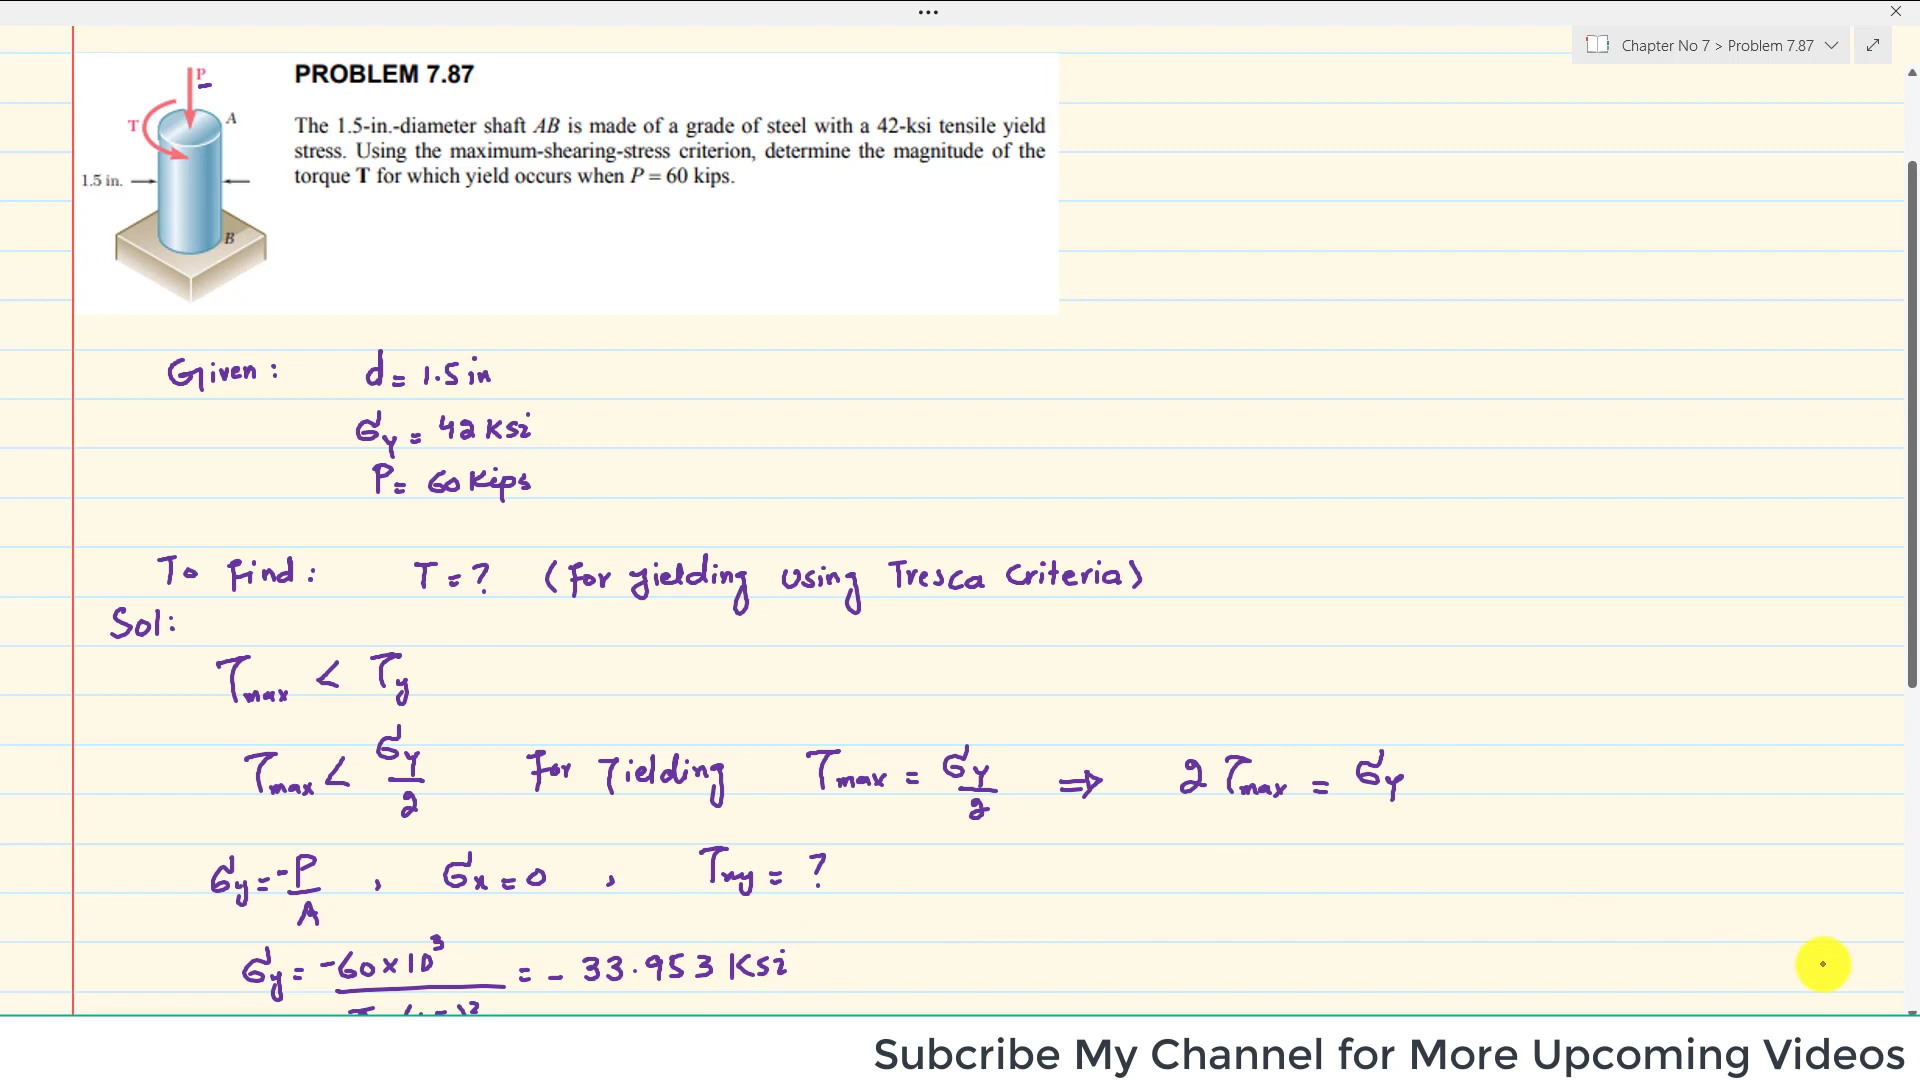 Chapter No 7 > Problem 7.87
P
T
A
1.5 in.
B
PROBLEM 7.87
The 1.5-in.-diameter shaft AB is made of a grade of steel with a 42-ksi tensile yield
stress. Using the maximum-shearing-stress criterion, determine the magnitude of the
torque T for which yield occurs when P = 60 kips.
Given : d = 1.5 in
σY = 42 Ksi
P = 60 Kips
To find : T = ? (for yielding using Tresca Criteria)
Sol:
τmax < τy
τmax < σY/2 for Yielding τmax = σY/2 ⇒ 2 τmax = σY
σy = -P/A , σx = 0 , τxy = ?
σy = -60×10³ = - 33.953 Ksi
Subcribe My Channel for More Upcoming Videos